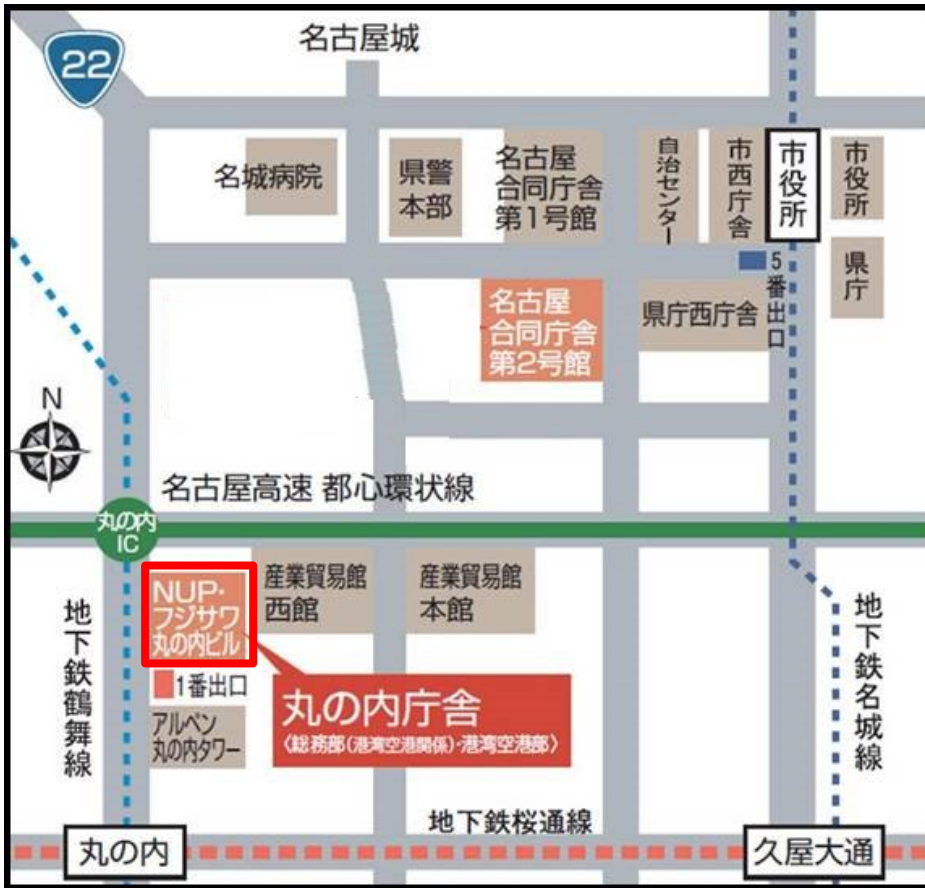 名古屋城
22
名城病院
県警
本部
名古屋
合同庁舎
第1号館
自治センター
市西庁舎
市役所
市役所
県庁
5番出口
名古屋
合同庁舎
第2号館
県庁西庁舎
N
名古屋高速 都心環状線
丸の内
IC
NUP・
フジサワ
丸の内ビル
産業貿易館
西館
産業貿易館
本館
地下鉄鶴舞線
1番出口
アルペン
丸の内タワー
丸の内庁舎
〈総務部(港湾空港関係)・港湾空港部〉
地下鉄名城線
地下鉄桜通線
丸の内
久屋大通